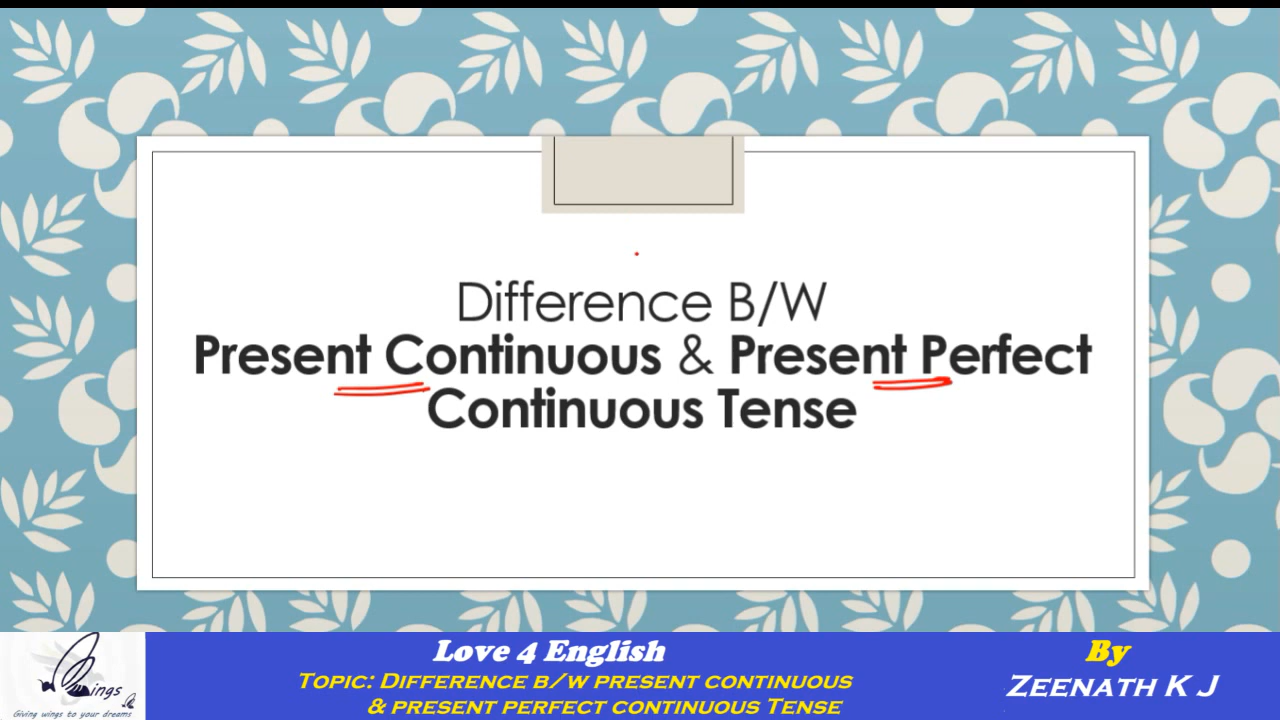 Difference B/W
Present Continuous & Present Perfect
Continuous Tense
Love 4 English
By
Topic: Difference b/w present continuous
& present perfect continuous Tense
Zeenath K J
Giving wings to your dreams